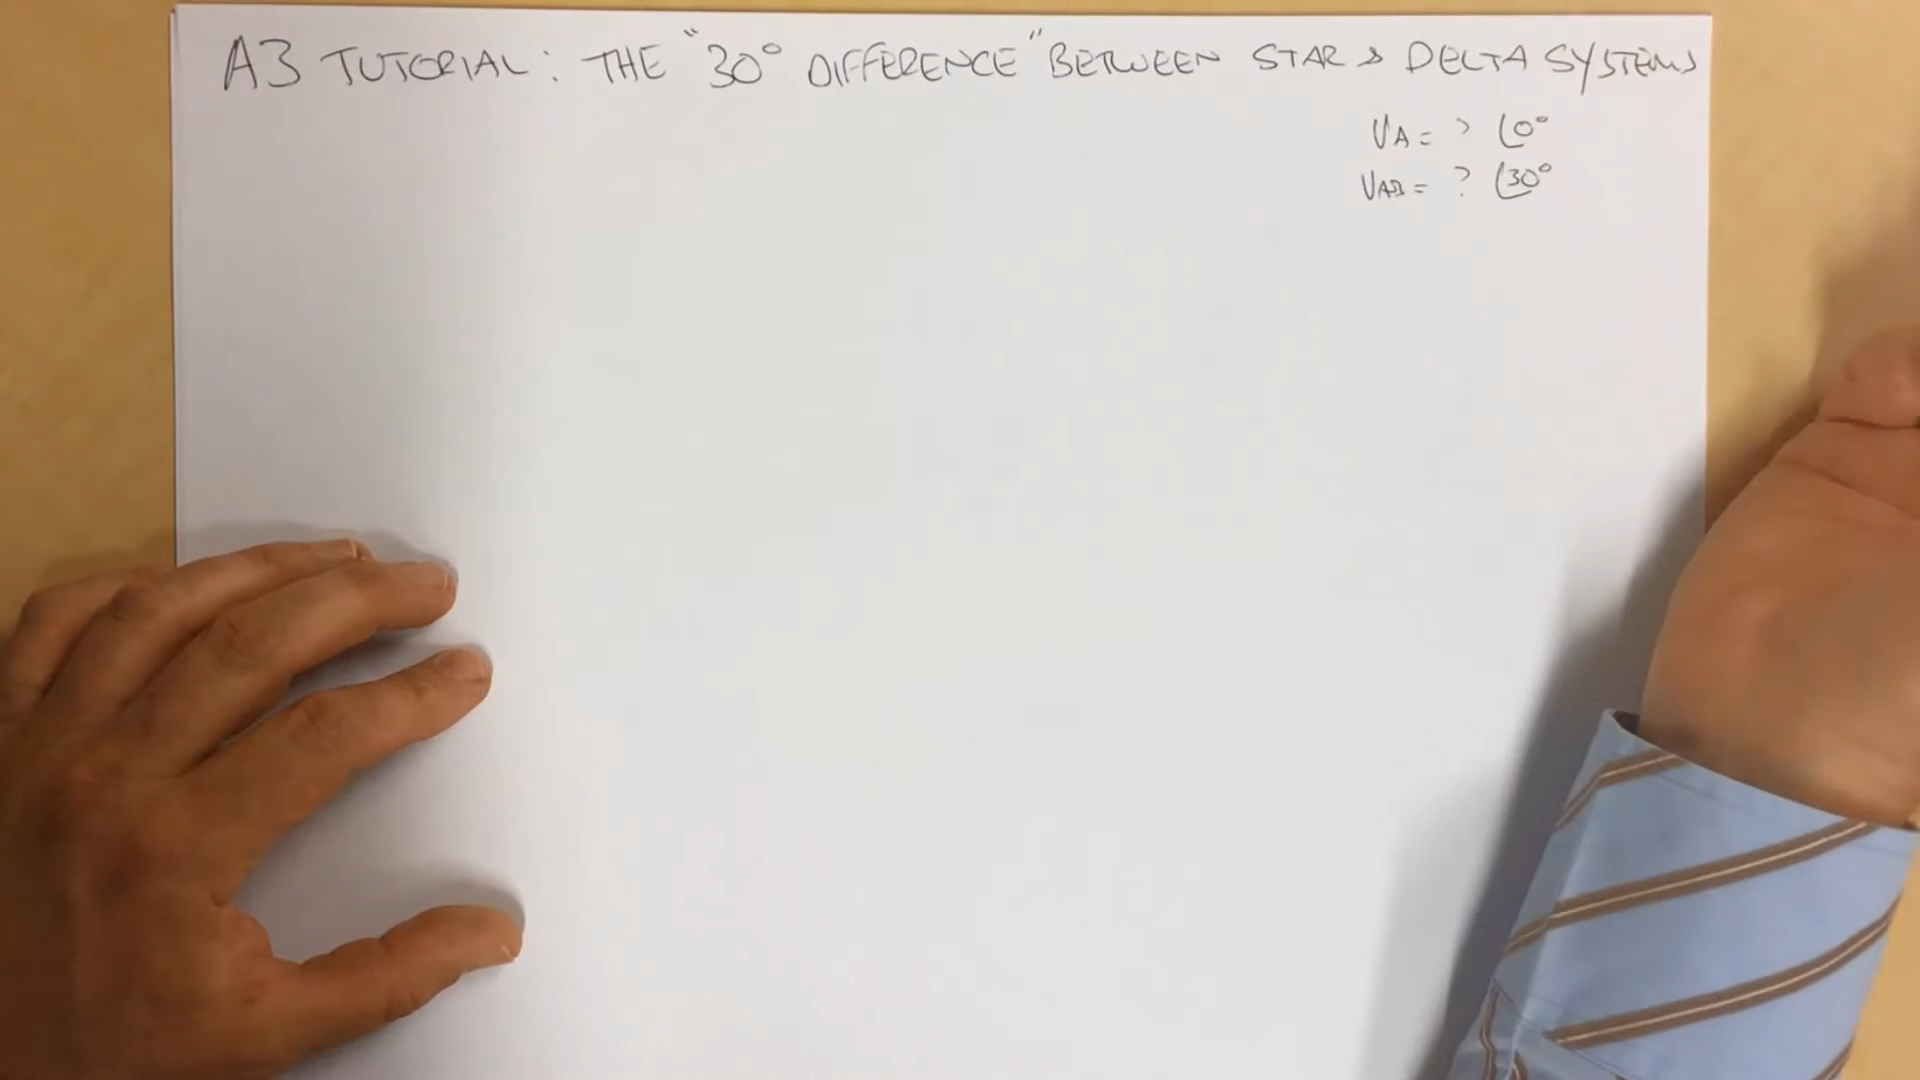 A3 TUTORIAL: THE "30° DIFFERENCE" BETWEEN STAR & DELTA SYSTEMS
VA = ? ∠0°
VAB = ? ∠30°